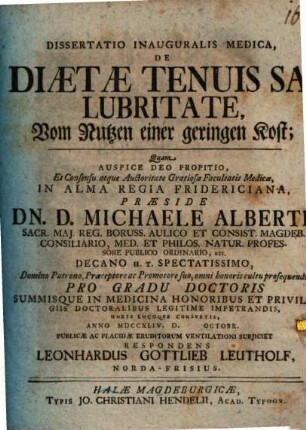 DISSERTATIO INAUGURALIS MEDICA,
DE
DIÆTÆ TENUIS SA
LUBRITATE,
Vom Nutzen einer geringen Kost;
Quam
AUSPICE DEO PROPITIO,
Et Consensu atque Auctoritate Gratiosæ Facultatis Medicæ,
IN ALMA REGIA FRIDERICIANA,
PRÆSIDE
DN. D. MICHAELE ALBERTI
SACR. MAJ. REG. BORUSS. AULICO ET CONSIST. MAGDEB.
CONSILIARIO, MED. ET PHILOS. NATUR. PROFES-
SORE PUBLICO ORDINARIO, etc.
DECANO H. T. SPECTATISSIMO,
Domino Patrono, Præceptore ac Promotore suo, omni honoris cultu prosequendo
PRO GRADU DOCTORIS
SUMMISQUE IN MEDICINA HONORIBUS ET PRIVI
GIIS DOCTORALIBUS LEGITIME IMPETRANDIS,
HORIS LOCOQUE CONSUETIS,
ANNO MDCCXLIV. D. OCTOBR.
PUBLICÆ AC PLACIDÆ ERUDITORUM VENTILATIONI SUBJICIET
RESPONDENS
LEONHARDUS GOTTLIEB LEUTHOLF,
NORDA-FRISIUS.
HALÆ MAGDEBURGICÆ,
TYPIS JO. CHRISTIANI HENDELII, ACAD. TYPOGR.